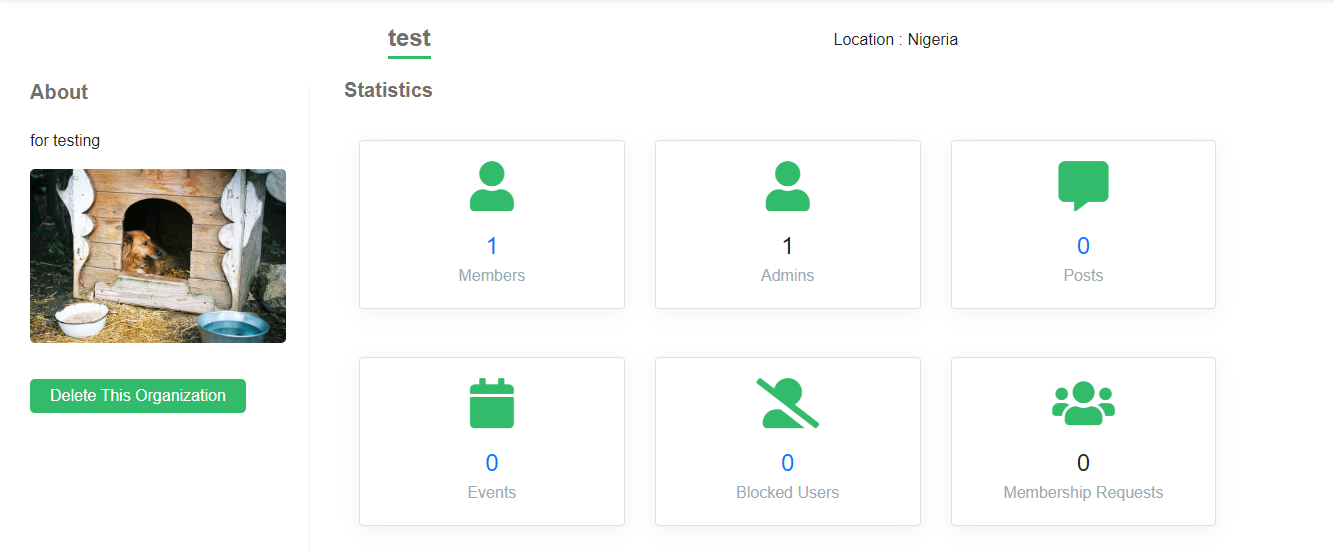 test
Location : Nigeria
About
for testing
Delete This Organization
Statistics
1
Members
1
Admins
0
Posts
0
Events
0
Blocked Users
0
Membership Requests